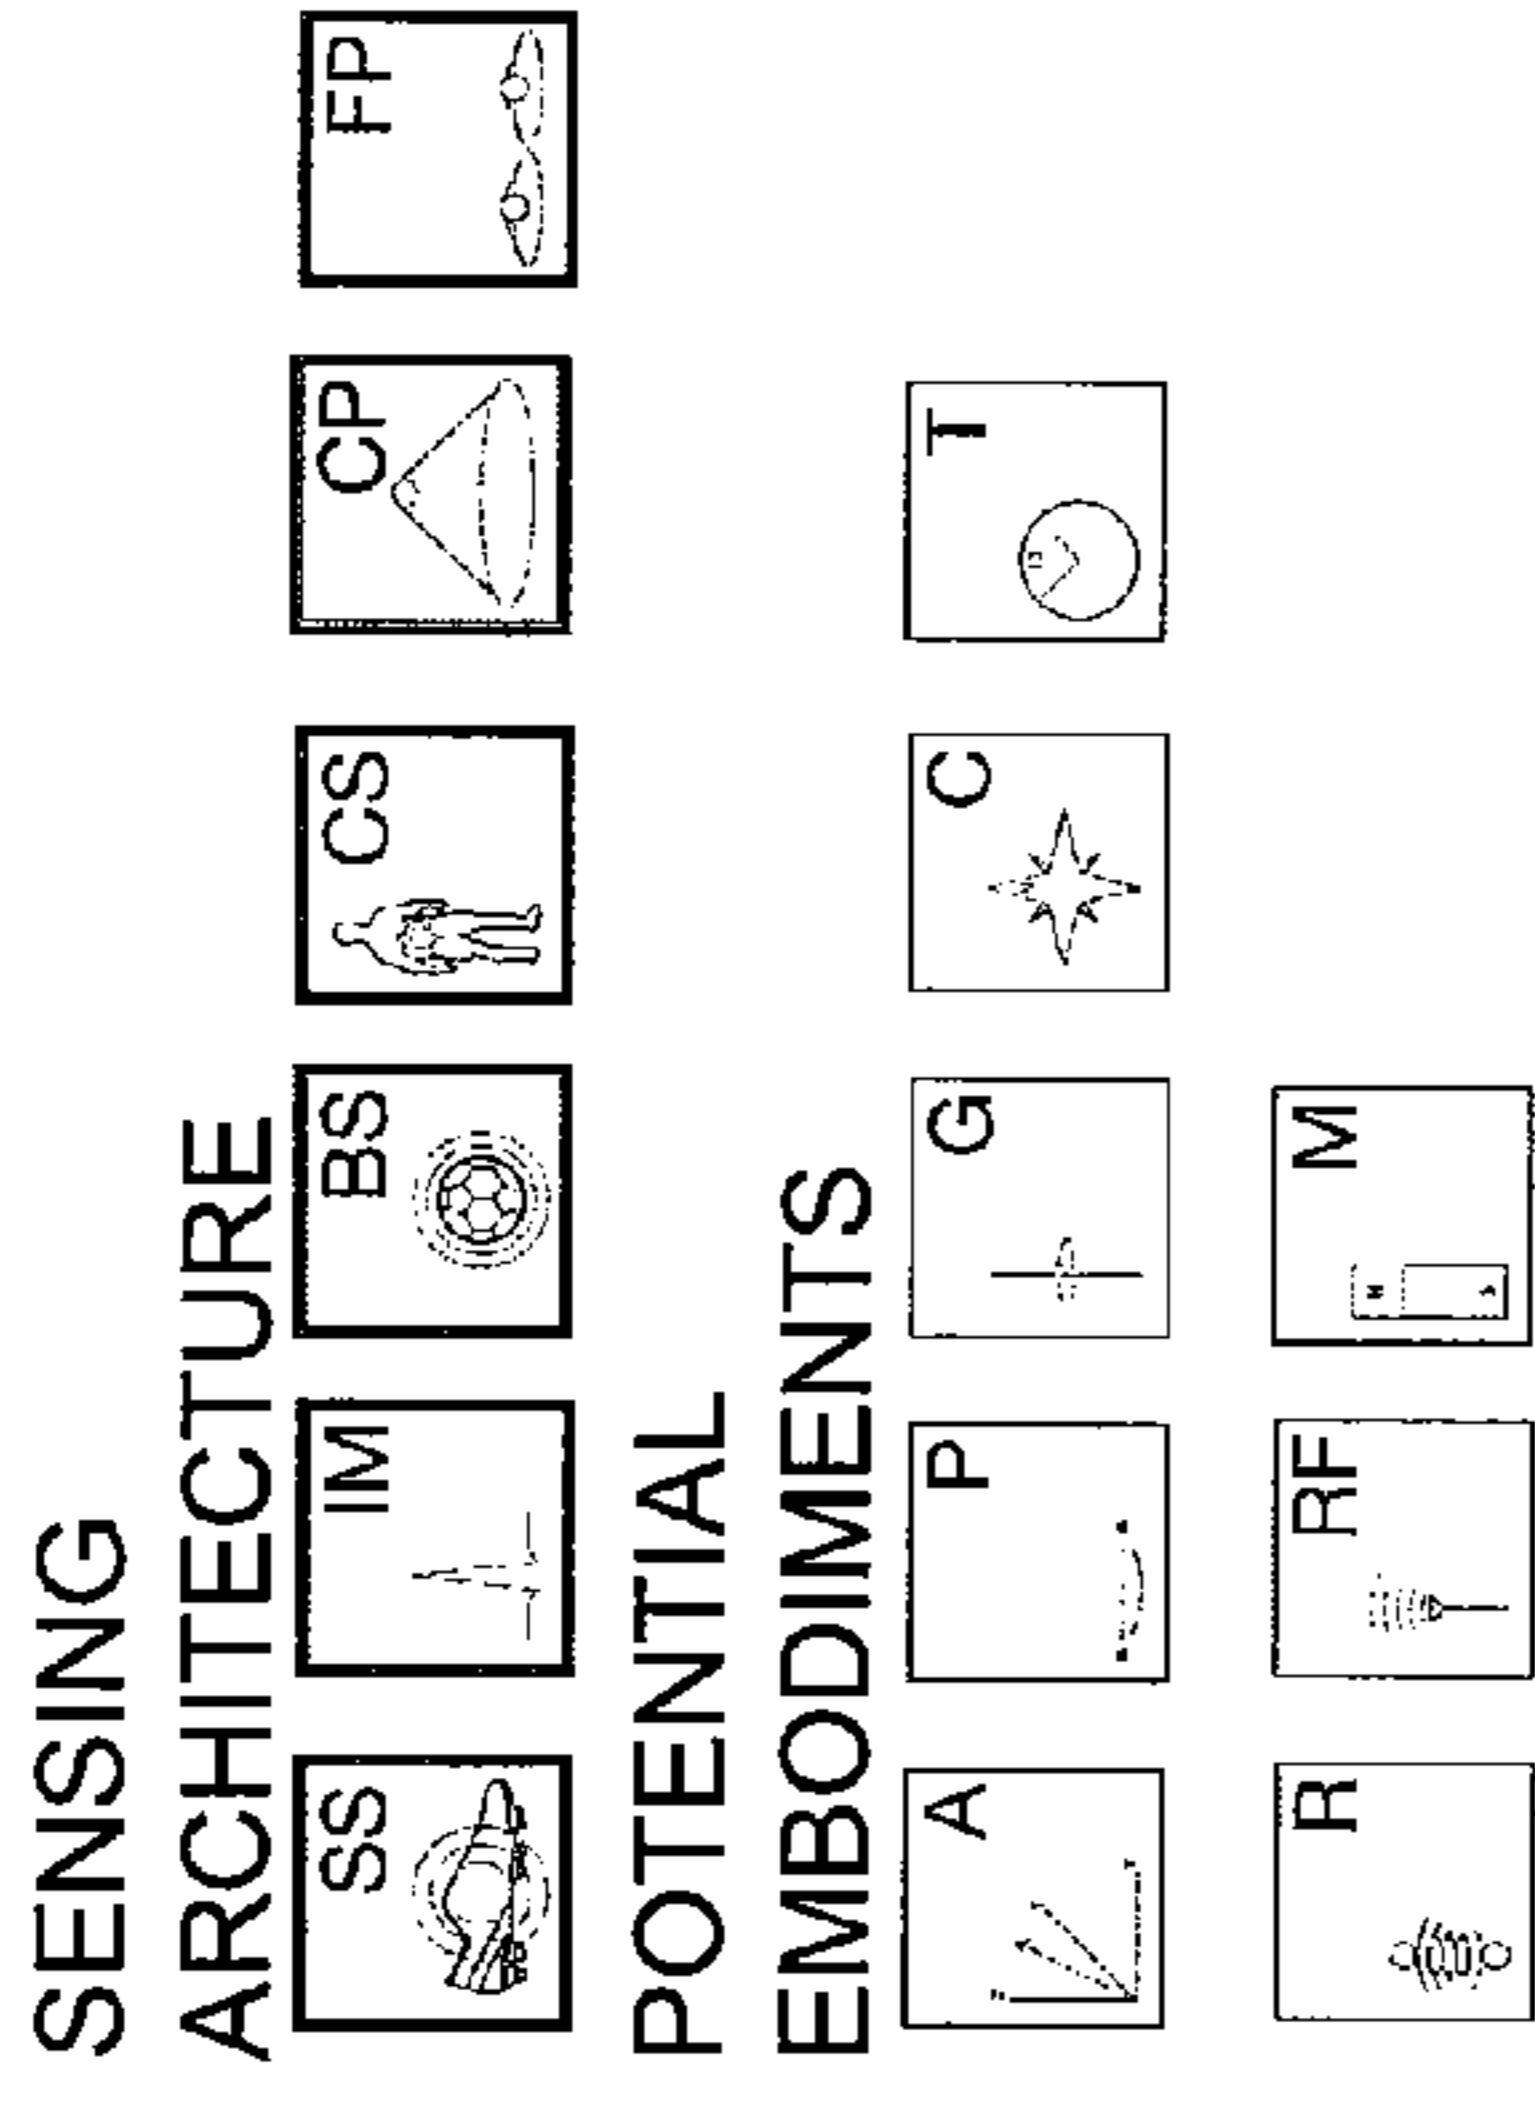 SENSING
ARCHITECTURE
SS IM BS CS CP FP
POTENTIAL
EMBODIMENTS
A P G C T
R RF M